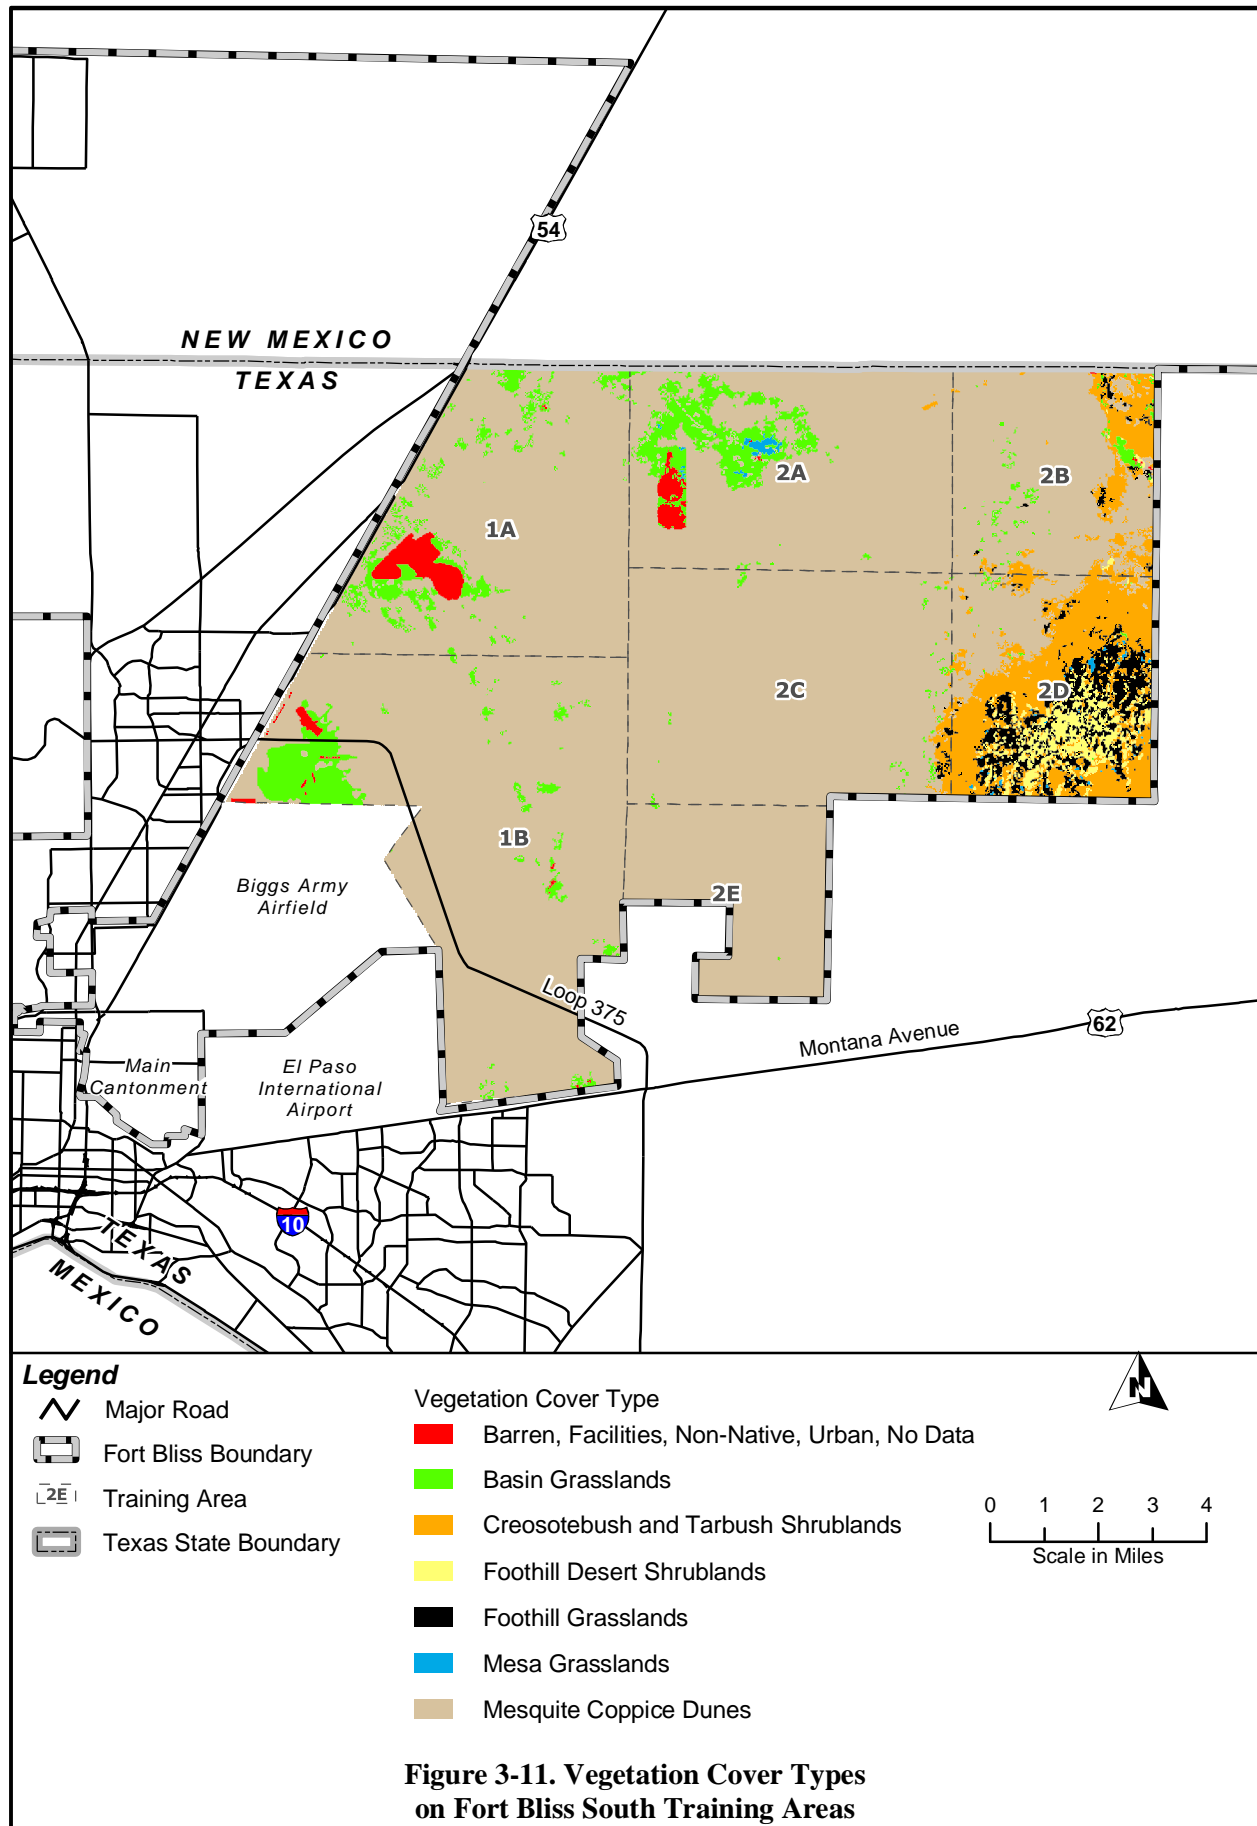 54
NEW MEXICO
TEXAS
2A
2B
1A
2C
2D
1B
2E
Biggs Army
Airfield
Loop 375
Montana Avenue
62
Main
Cantonment
El Paso
International
Airport
10
TEXAS
MEXICO
Legend
Major Road
Fort Bliss Boundary
2E
Training Area
Texas State Boundary
Vegetation Cover Type
Barren, Facilities, Non-Native, Urban, No Data
Basin Grasslands
Creosotebush and Tarbush Shrublands
Foothill Desert Shrublands
Foothill Grasslands
Mesa Grasslands
Mesquite Coppice Dunes
N
0 1 2 3 4
Scale in Miles
Figure 3-11. Vegetation Cover Types
on Fort Bliss South Training Areas